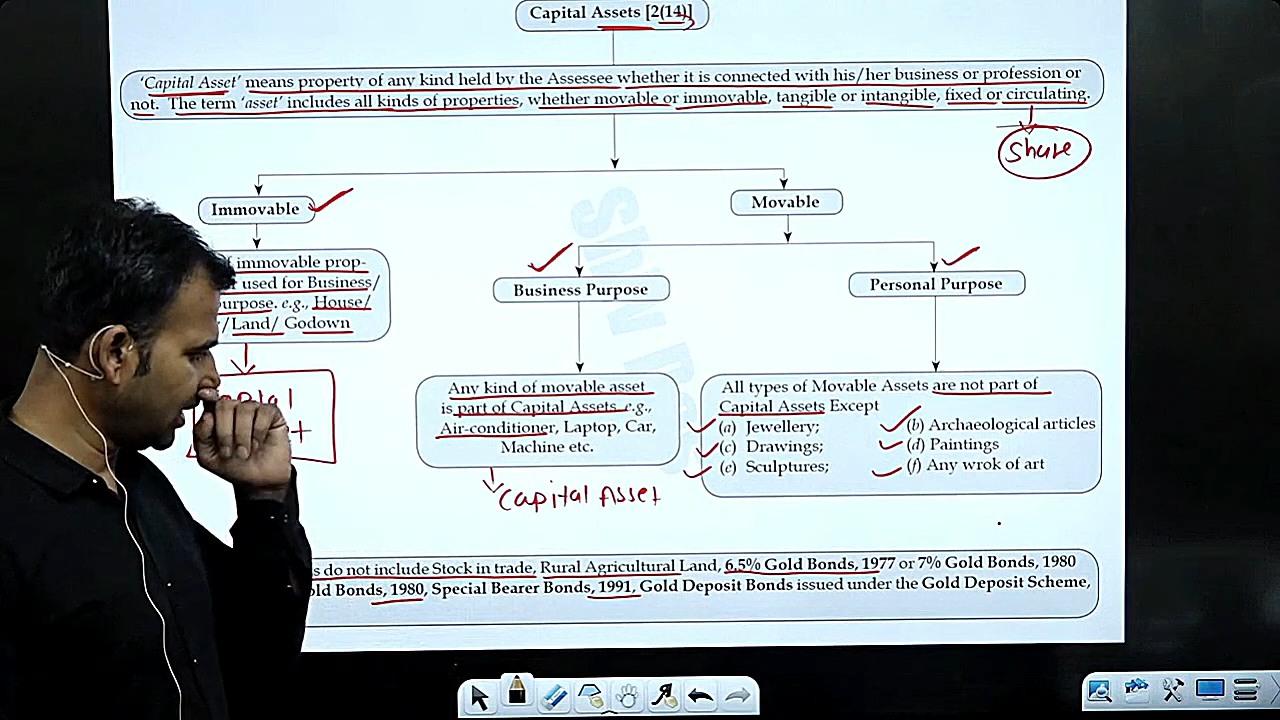 Capital Assets [2(14)]
'Capital Asset' means property of any kind held by the Assessee whether it is connected with his/her business or profession or
not. The term 'asset' includes all kinds of properties, whether movable or immovable, tangible or intangible, fixed or circulating.
Share
Immovable
Movable
immovable prop-
used for Business/
e.g., House/
/Land/ Godown
Business Purpose
Personal Purpose
Any kind of movable asset
is part of Capital Assets e.g.,
Air-conditioner, Laptop, Car,
Machine etc.
Capital Asset
All types of Movable Assets are not part of
Capital Assets Except
(a) Jewellery; (b) Archaeological articles
(c) Drawings; (d) Paintings
(e) Sculptures; (f) Any wrok of art
do not include Stock in trade, Rural Agricultural Land, 6.5% Gold Bonds, 1977 or 7% Gold Bonds, 1980
Bonds, 1980, Special Bearer Bonds, 1991, Gold Deposit Bonds issued under the Gold Deposit Scheme,